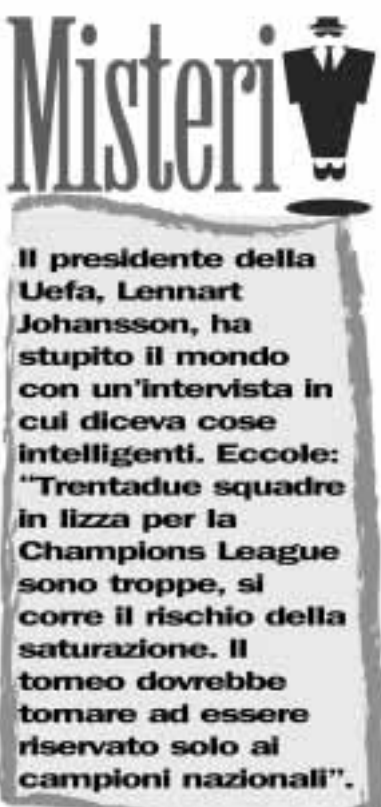 Misteri
Il presidente della
Uefa, Lennart
Johansson, ha
stupito il mondo
con un'intervista in
cui diceva cose
intelligenti. Eccole:
"Trentadue squadre
in lizza per la
Champions League
sono troppe, si
corre il rischio della
saturazione. Il
torneo dovrebbe
tornare ad essere
riservato solo ai
campioni nazionali".